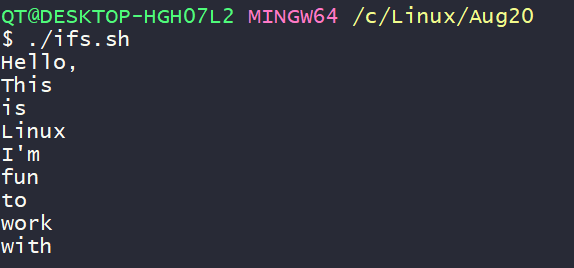 QT@DESKTOP-HGH07L2 MINGW64 /c/Linux/Aug20
$ ./ifs.sh
Hello,
This
is
Linux
I'm
fun
to
work
with